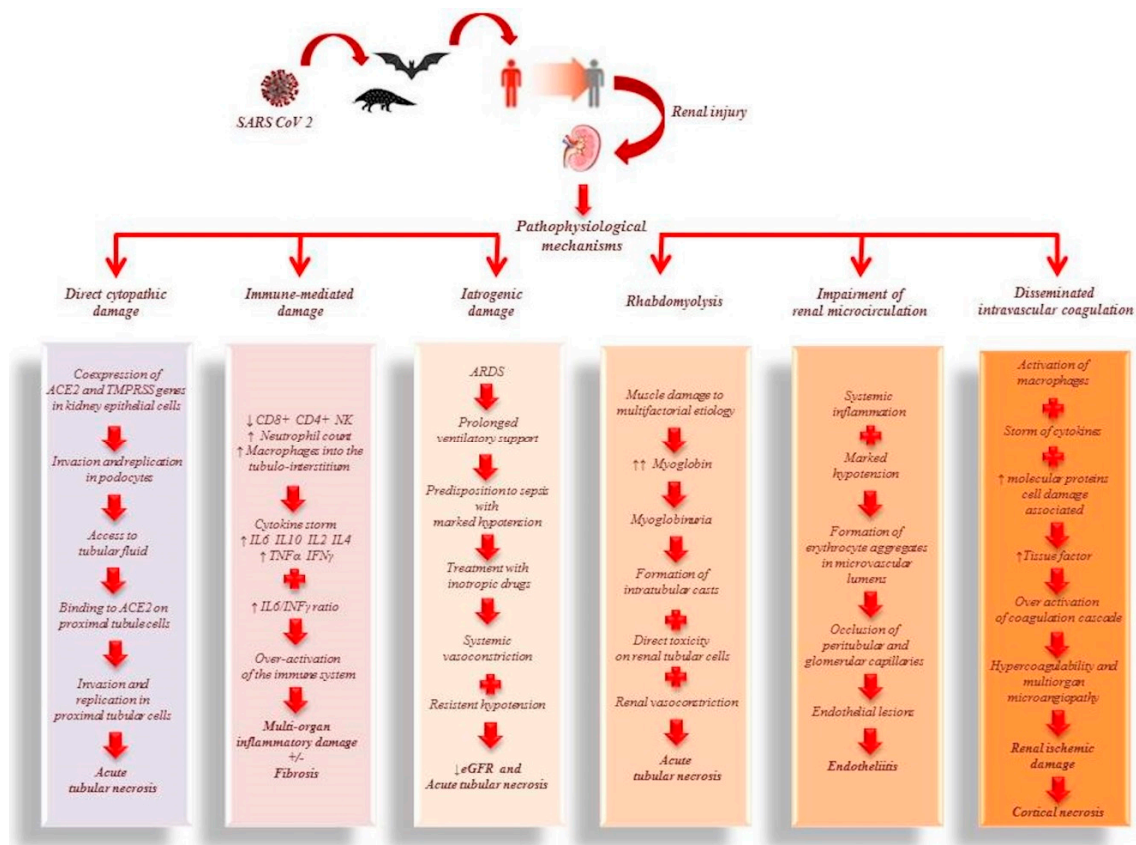 SARS CoV 2
Renal injury
Pathophysiological
mechanisms
Direct cytopathic
damage
Immune-mediated
damage
Iatrogenic
damage
Rhabdomyolysis
Impairment of
renal microcirculation
Disseminated
intravascular coagulation
Coexpression of
ACE2 and TMPRSS genes
in kidney epithelial cells
Invasion and replication
in podocytes
Access to
tubular fluid
Binding to ACE2 on
proximal tubule cells
Invasion and
replication in
proximal tubular cells
Acute
tubular necrosis
↓ CD8+ CD4+ NK
↑ Neutrophil count
↑ Macrophages into the
tubulo-interstitium
Cytokine storm
↑ IL6 IL10 IL2 IL4
↑ TNFα IFNγ
↑ IL6/INFγ ratio
Over-activation
of the immune system
Multi-organ
inflammatory damage
+/-
Fibrosis
ARDS
Prolonged
ventilatory support
Predisposition to sepsis
with
marked hypotension
Treatment with
inotropic drugs
Systemic
vasoconstriction
Resistent hypotension
↓eGFR and
Acute tubular necrosis
Muscle damage to
multifactorial etiology
↑↑ Myoglobin
Myoglobinuria
Formation of
intratubular casts
Direct toxicity
on renal tubular cells
Renal vasoconstriction
Acute
tubular necrosis
Systemic
inflammation
Marked
hypotension
Formation of
erythrocyte aggregates
in microvascular
lumens
Occlusion of
peritubular and
glomerular capillaries
Endothelial lesions
Endotheliitis
Activation of
macrophages
Storm of cytokines
↑ molecular proteins
cell damage
associated
↑Tissue factor
Over activation
of coagulation cascade
Hypercoagulability and
multiorgan
microangiopathy
Renal ischemic
damage
Cortical necrosis